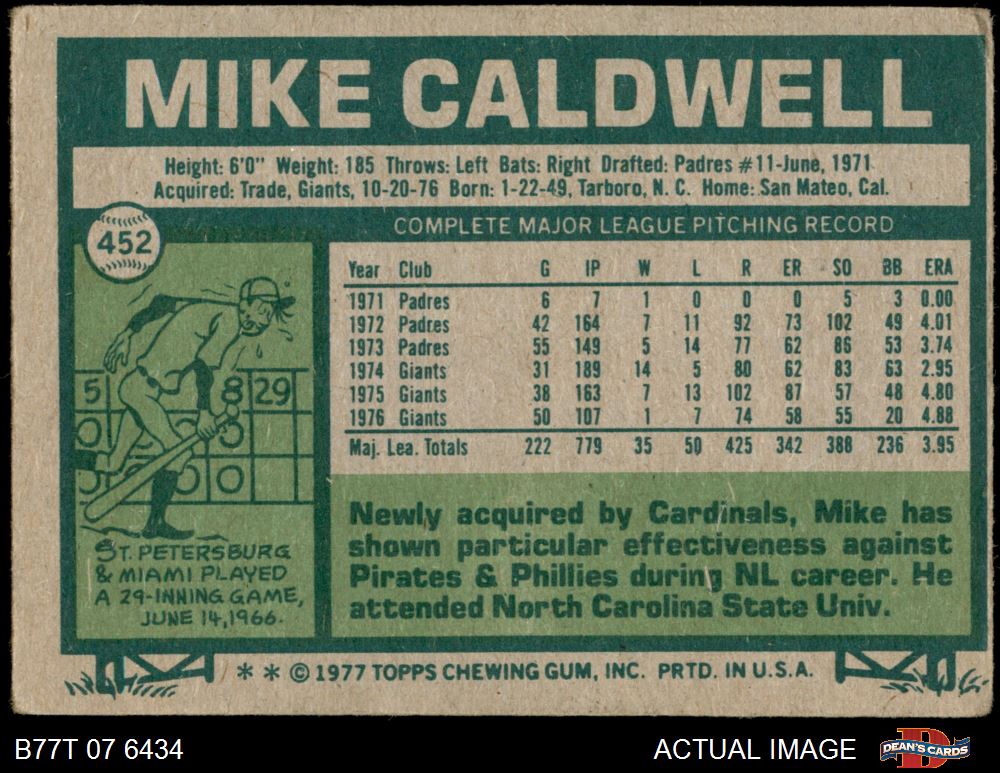 MIKE CALDWELL
Height: 6'0" Weight: 185 Throws: Left Bats: Right Drafted: Padres #11-June, 1971
Acquired: Trade, Giants, 10-20-76 Born: 1-22-49, Tarboro, N. C. Home: San Mateo, Cal.
452
COMPLETE MAJOR LEAGUE PITCHING RECORD
Year Club G IP W L R ER SO BB ERA
1971 Padres 6 7 1 0 0 0 5 3 0.00
1972 Padres 42 164 7 11 92 73 102 49 4.01
1973 Padres 55 149 5 14 77 62 86 53 3.74
1974 Giants 31 189 14 5 80 62 83 63 2.95
1975 Giants 38 163 7 13 102 87 57 48 4.80
1976 Giants 50 107 1 7 74 58 55 20 4.88
Maj. Lea. Totals 222 779 35 50 425 342 388 236 3.95
5 8 29
0 0 0
0 0 0
ST. PETERSBURG
& MIAMI PLAYED
A 29-INNING GAME,
JUNE 14, 1966.
Newly acquired by Cardinals, Mike has
shown particular effectiveness against
Pirates & Phillies during NL career. He
attended North Carolina State Univ.
** © 1977 TOPPS CHEWING GUM, INC. PRTD. IN U.S.A.
B77T 07 6434
ACTUAL IMAGE
D
DEAN'S CARDS